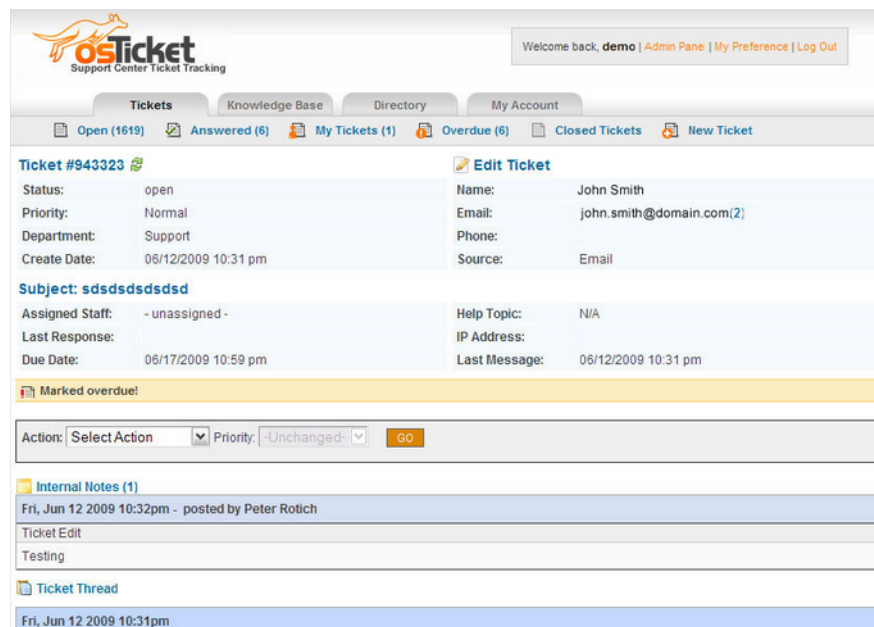 osTicket
Support Center Ticket Tracking
Welcome back, demo | Admin Panel | My Preference | Log Out
Tickets Knowledge Base Directory My Account
Open (1619) Answered (6) My Tickets (1) Overdue (6) Closed Tickets New Ticket
Ticket #943323 Edit Ticket
Status: open Name: John Smith
Priority: Normal Email: john.smith@domain.com(2)
Department: Support Phone:
Create Date: 06/12/2009 10:31 pm Source: Email
Subject: sdsdsdsdsdsd
Assigned Staff: - unassigned - Help Topic: N/A
Last Response: IP Address:
Due Date: 06/17/2009 10:59 pm Last Message: 06/12/2009 10:31 pm
Marked overdue!
Action: Select Action Priority: -Unchanged- GO
Internal Notes (1)
Fri, Jun 12 2009 10:32pm - posted by Peter Rotich
Ticket Edit
Testing
Ticket Thread
Fri, Jun 12 2009 10:31pm